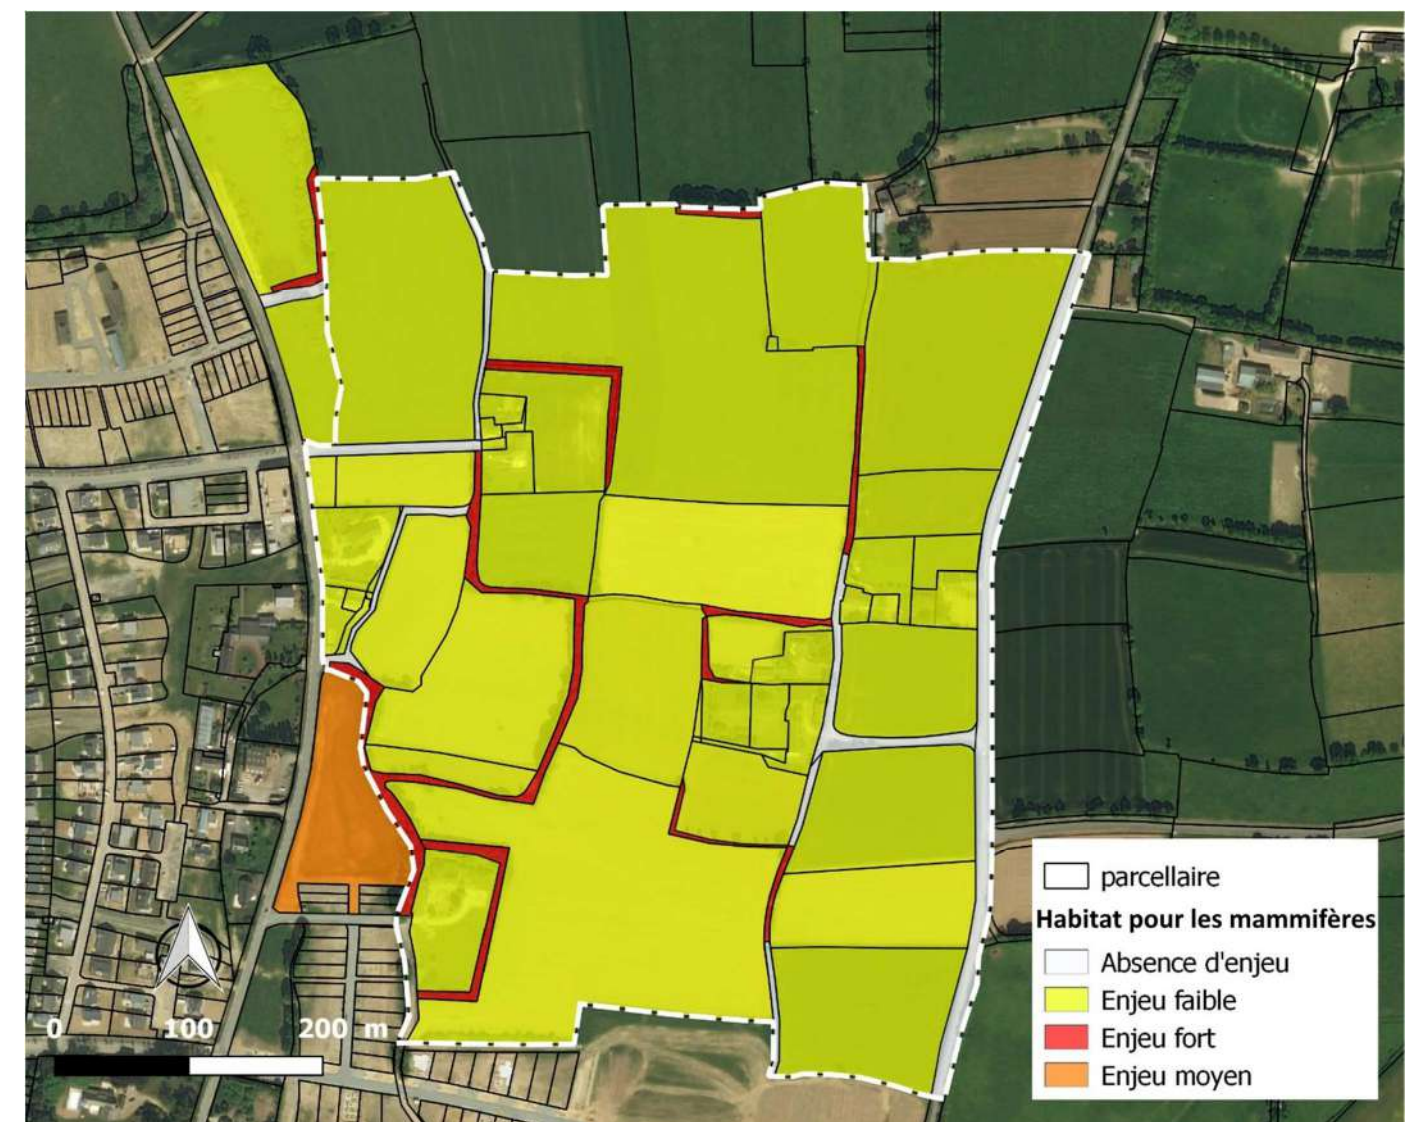 parcellaire
Habitat pour les mammifères
Absence d'enjeu
Enjeu faible
Enjeu fort
Enjeu moyen
0 100 200 m